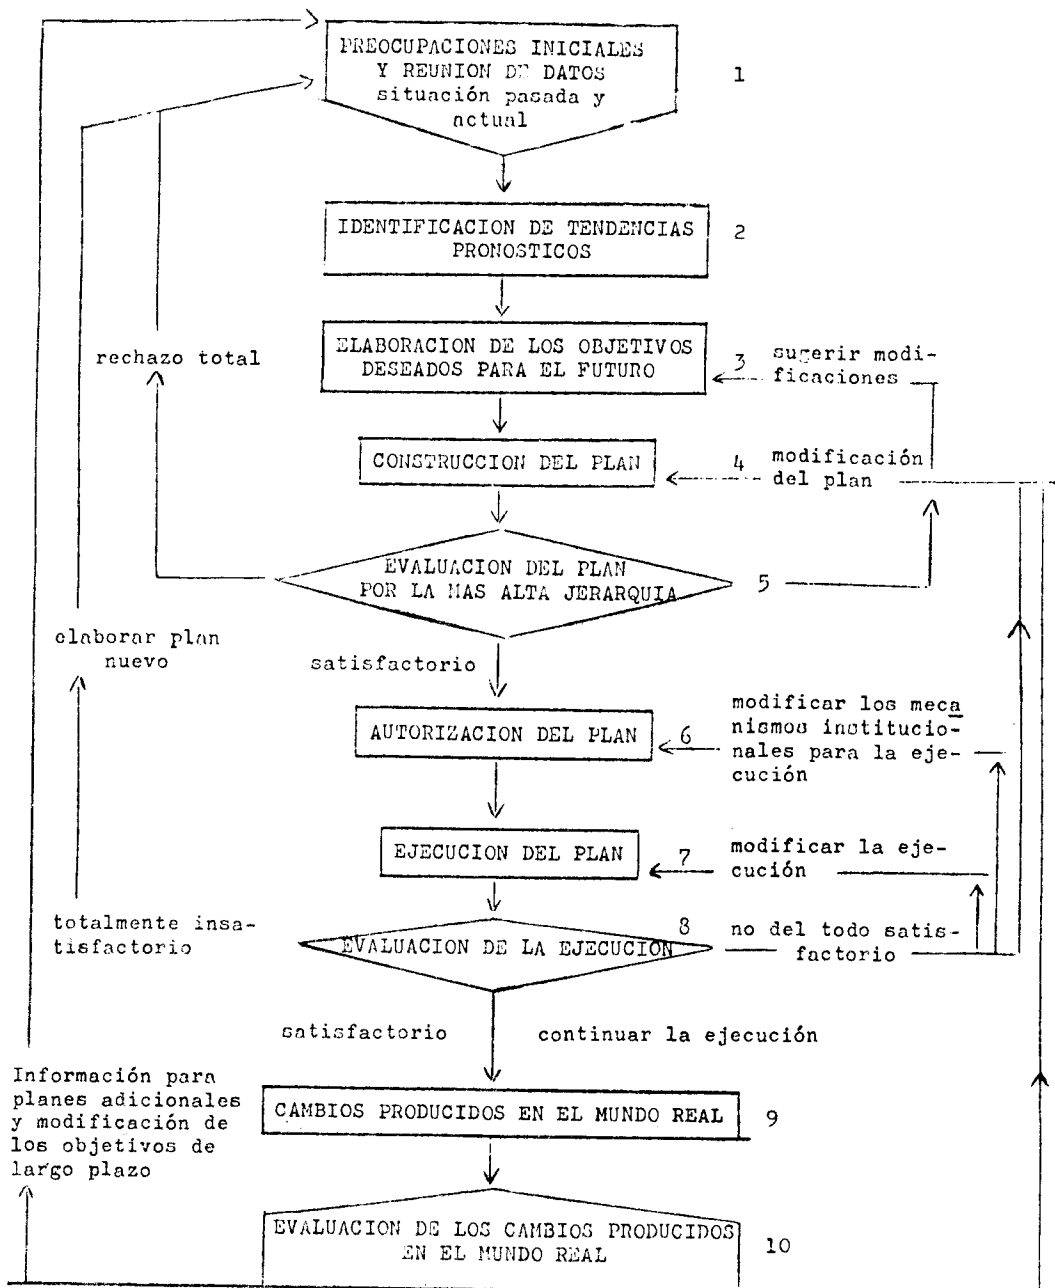 PREOCUPACIONES INICIALES
Y REUNION DE DATOS
situación pasada y
actual
1
IDENTIFICACION DE TENDENCIAS
PRONOSTICOS
2
ELABORACION DE LOS OBJETIVOS
DESEADOS PARA EL FUTURO
3
sugerir modi-
ficaciones
rechazo total
CONSTRUCCION DEL PLAN
4
modificación
del plan
EVALUACION DEL PLAN
POR LA MAS ALTA JERARQUIA
5
elaborar plan
nuevo
satisfactorio
AUTORIZACION DEL PLAN
6
modificar los meca
nismos institucio-
nales para la eje-
cución
EJECUCION DEL PLAN
7
modificar la eje-
cución
totalmente insa-
tisfactorio
EVALUACION DE LA EJECUCION
8
no del todo satis-
factorio
satisfactorio
continuar la ejecución
Información para
planes adicionales
y modificación de
los objetivos de
largo plazo
CAMBIOS PRODUCIDOS EN EL MUNDO REAL
9
EVALUACION DE LOS CAMBIOS PRODUCIDOS
EN EL MUNDO REAL
10